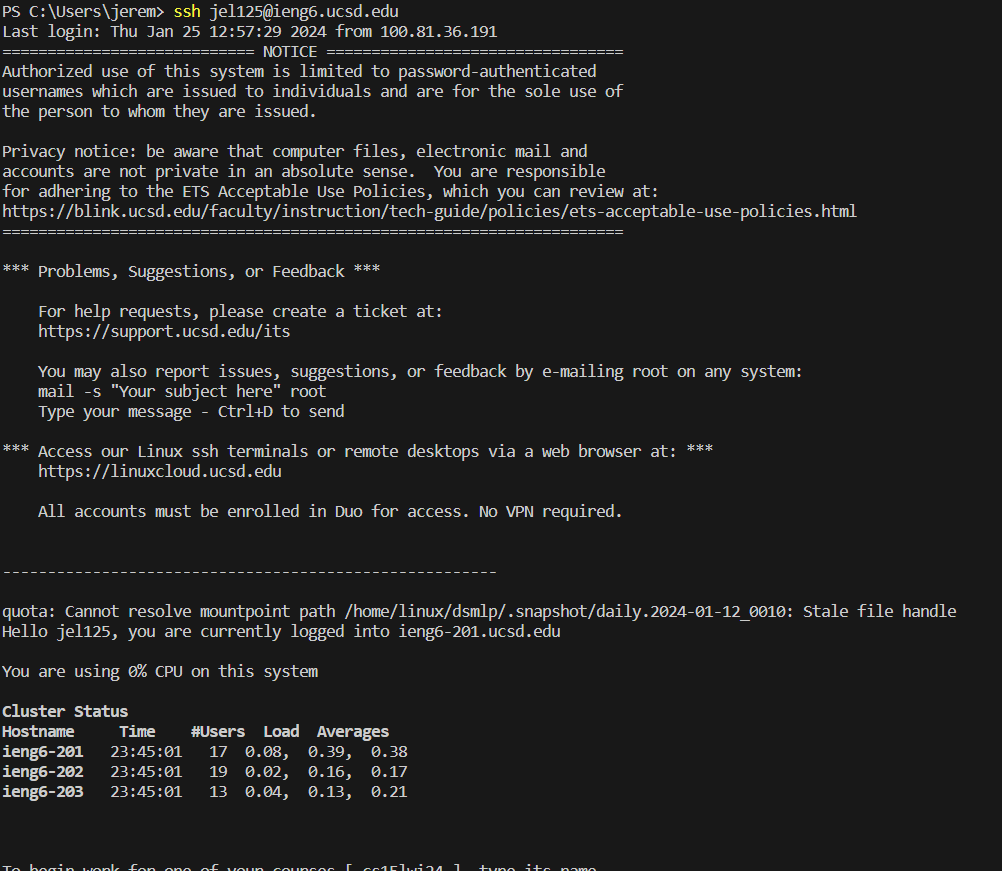 PS C:\Users\jerem> ssh jel125@ieng6.ucsd.edu
Last login: Thu Jan 25 12:57:29 2024 from 100.81.36.191
============================ NOTICE =================================
Authorized use of this system is limited to password-authenticated
usernames which are issued to individuals and are for the sole use of
the person to whom they are issued.

Privacy notice: be aware that computer files, electronic mail and
accounts are not private in an absolute sense.  You are responsible
for adhering to the ETS Acceptable Use Policies, which you can review at:
https://blink.ucsd.edu/faculty/instruction/tech-guide/policies/ets-acceptable-use-policies.html
=====================================================================

*** Problems, Suggestions, or Feedback ***

    For help requests, please create a ticket at:
    https://support.ucsd.edu/its

    You may also report issues, suggestions, or feedback by e-mailing root on any system:
    mail -s "Your subject here" root
    Type your message - Ctrl+D to send

*** Access our Linux ssh terminals or remote desktops via a web browser at: ***
    https://linuxcloud.ucsd.edu

    All accounts must be enrolled in Duo for access. No VPN required.


-------------------------------------------------------

quota: Cannot resolve mountpoint path /home/linux/dsmlp/.snapshot/daily.2024-01-12_0010: Stale file handle
Hello jel125, you are currently logged into ieng6-201.ucsd.edu

You are using 0% CPU on this system

Cluster Status
Hostname     Time    #Users  Load  Averages
ieng6-201   23:45:01   17  0.08,  0.39,  0.38
ieng6-202   23:45:01   19  0.02,  0.16,  0.17
ieng6-203   23:45:01   13  0.04,  0.13,  0.21

To begin work for one of your courses [ cs15lwi24 ], type its name